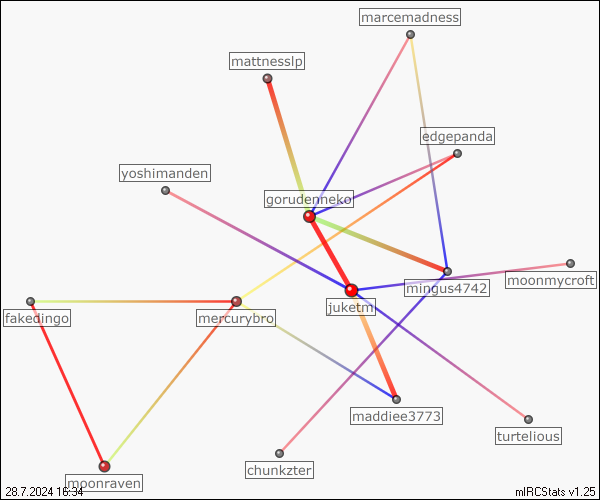 marcemadness
mattnesslp
edgepanda
yoshimanden
gorudenneko
moonmycroft
mingus4742
juketm
fakedingo
mercurybro
maddiee3773
turtelious
chunkzter
moonraven
28.7.2024 16:34
mIRCStats v1.25